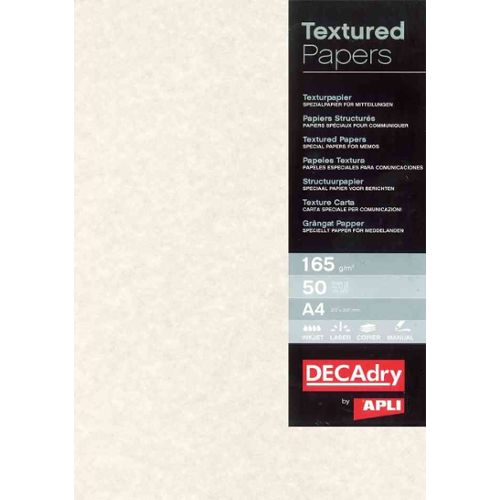 Textured
Papers
Texturpapier
SPEZIALPAPIER FÜR MITTEILUNGEN
Papiers Structurés
PAPIERS SPÉCIAUX POUR COMMUNIQUER
Textured Papers
SPECIAL PAPERS FOR MEMOS
Papeles Textura
PAPELES ESPECIALES PARA COMUNICACIONES
Structuurpapier
SPECIAAL PAPIER VOOR BERICHTEN
Texture Carta
CARTA SPECIALE PER COMUNICAZIONI
Grängat Papper
SPECIELLT PAPPER FÖR MEDDELANDEN
165 g/m²
50
A4
INKJET LASER COPIER MANUAL
DECAdry
by APLI